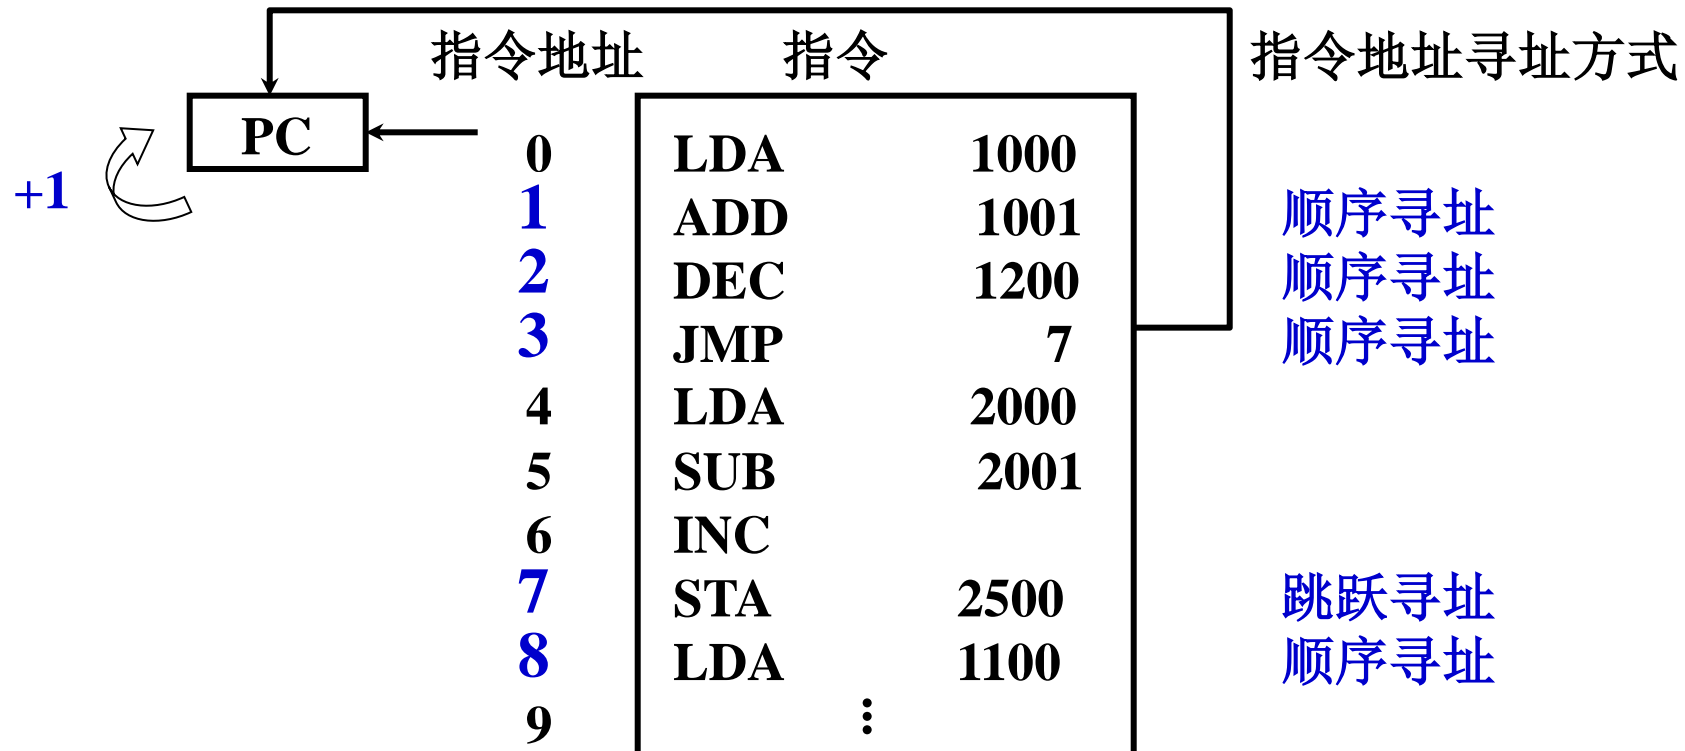 指令地址 指令 指令地址寻址方式
PC
0 LDA 1000
+1
1 ADD 1001 顺序寻址
2 DEC 1200 顺序寻址
3 JMP 7 顺序寻址
4 LDA 2000
5 SUB 2001
6 INC
7 STA 2500 跳跃寻址
8 LDA 1100 顺序寻址
9 ⋮